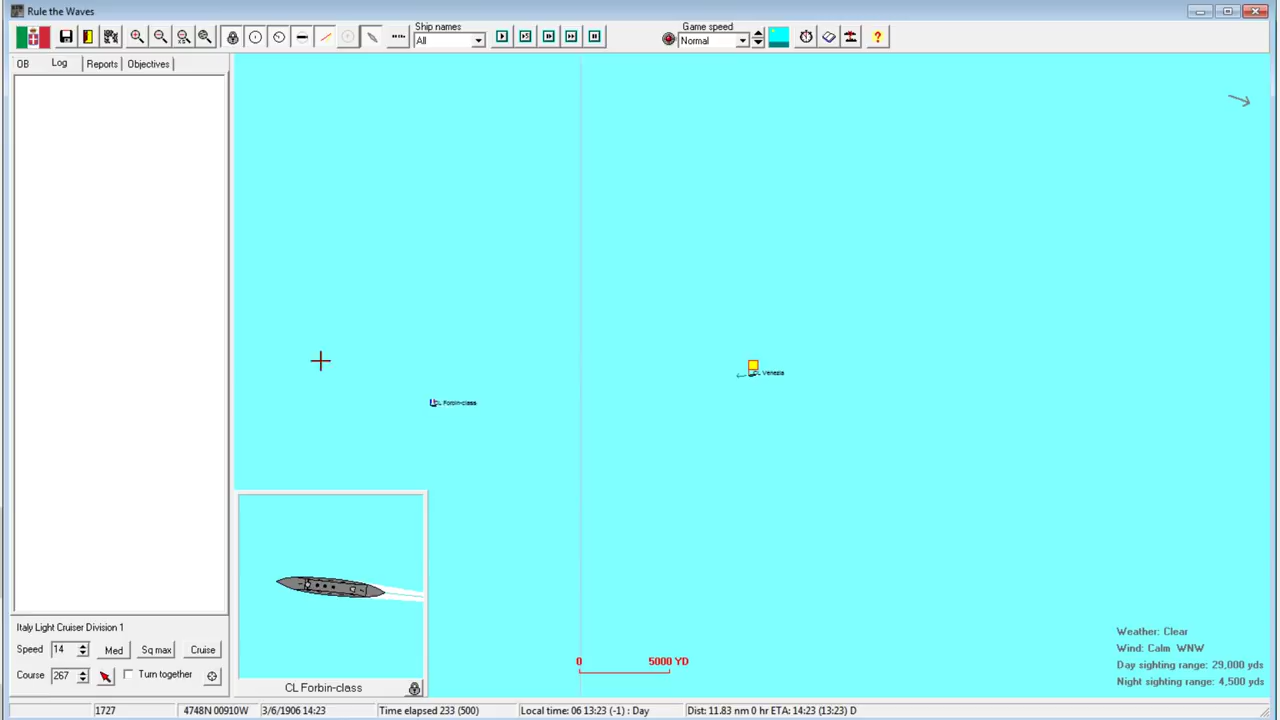 Rule the Waves
Ship names
All
Game speed
Normal
OB Log Reports Objectives
CL Venezia
CL Forbin-class
CL Forbin-class
0 5000 YD
Weather: Clear
Wind: Calm WNW
Day sighting range: 29,000 yds
Night sighting range: 4,500 yds
Italy Light Cruiser Division 1
Speed 14 Med Sq max Cruise
Course 267 Turn together
1727 4748N 00910W 3/6/1906 14:23 Time elapsed 233 (500) Local time: 06 13:23 (-1) : Day Dist: 11.83 nm 0 hr ETA: 14:23 (13:23) D